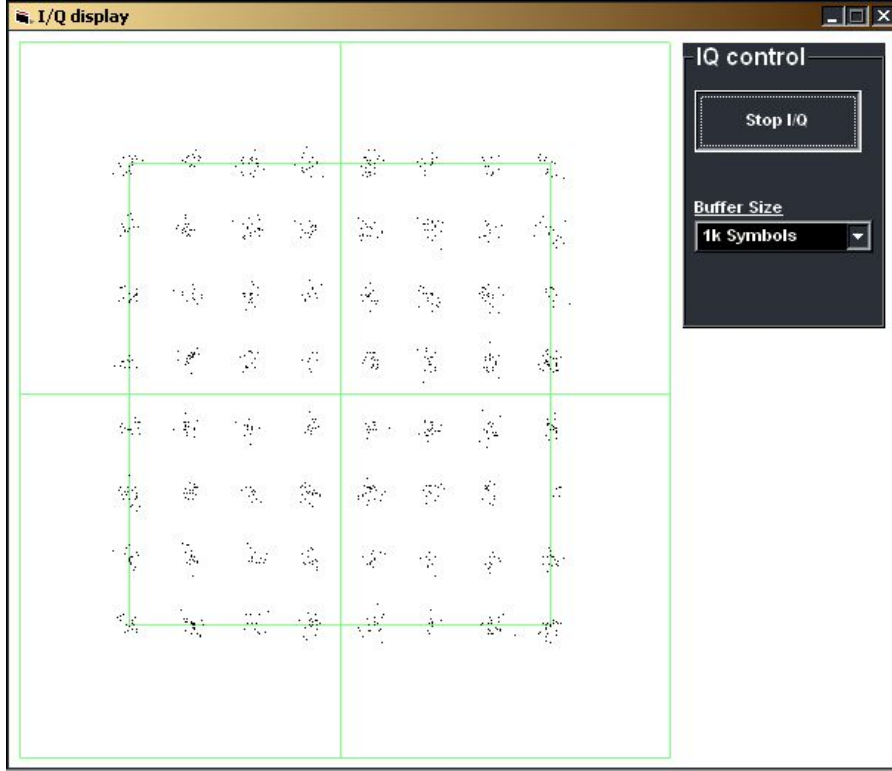 I/Q display
IQ control
Stop I/Q
Buffer Size
1k Symbols